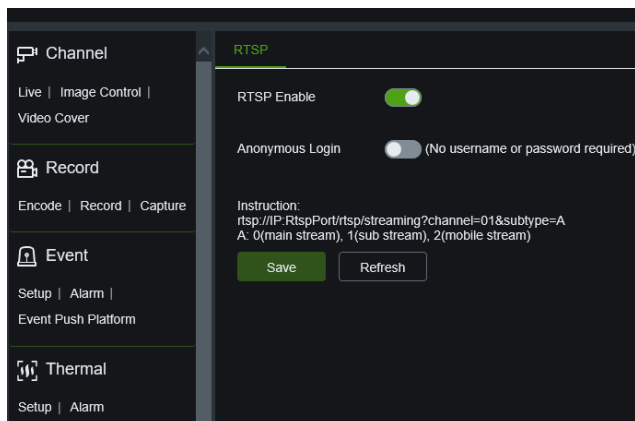 Channel
Live | Image Control |
Video Cover
Record
Encode | Record | Capture
Event
Setup | Alarm |
Event Push Platform
Thermal
Setup | Alarm
RTSP
RTSP Enable
Anonymous Login (No username or password required)
Instruction:
rtsp://IP:RtspPort/rtsp/streaming?channel=01&subtype=A
A: 0(main stream), 1(sub stream), 2(mobile stream)
Save Refresh